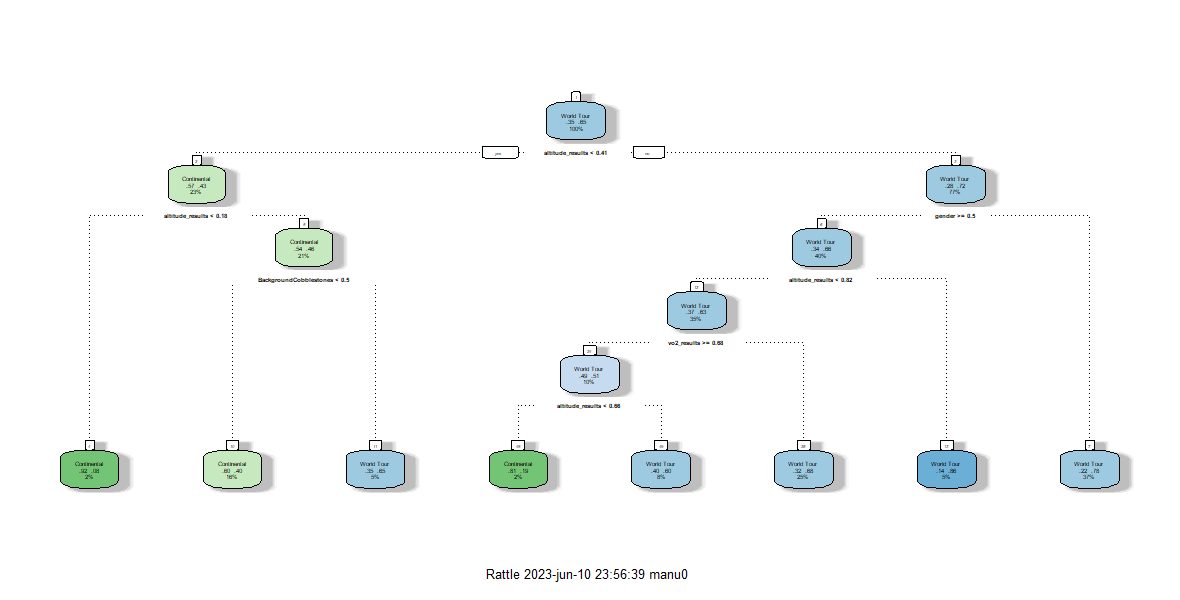 1
World Tour
.35 .65
100%
yes
altitude_results < 0.41
no
2
Continental
.57 .43
23%
3
World Tour
.28 .72
77%
altitude_results < 0.18
gender >= 0.5
5
Continental
.54 .46
21%
6
World Tour
.34 .66
40%
BackgroundCobblestones < 0.5
altitude_results < 0.82
12
World Tour
.37 .63
35%
vo2_results >= 0.68
World Tour
.49 .51
10%
altitude_results < 0.66
4
Continental
.92 .08
2%
10
Continental
.60 .40
16%
11
World Tour
.35 .65
5%
Continental
.81 .19
2%
World Tour
.40 .60
8%
World Tour
.32 .68
25%
13
World Tour
.14 .86
5%
7
World Tour
.22 .78
37%
Rattle 2023-jun-10 23:56:39 manu0